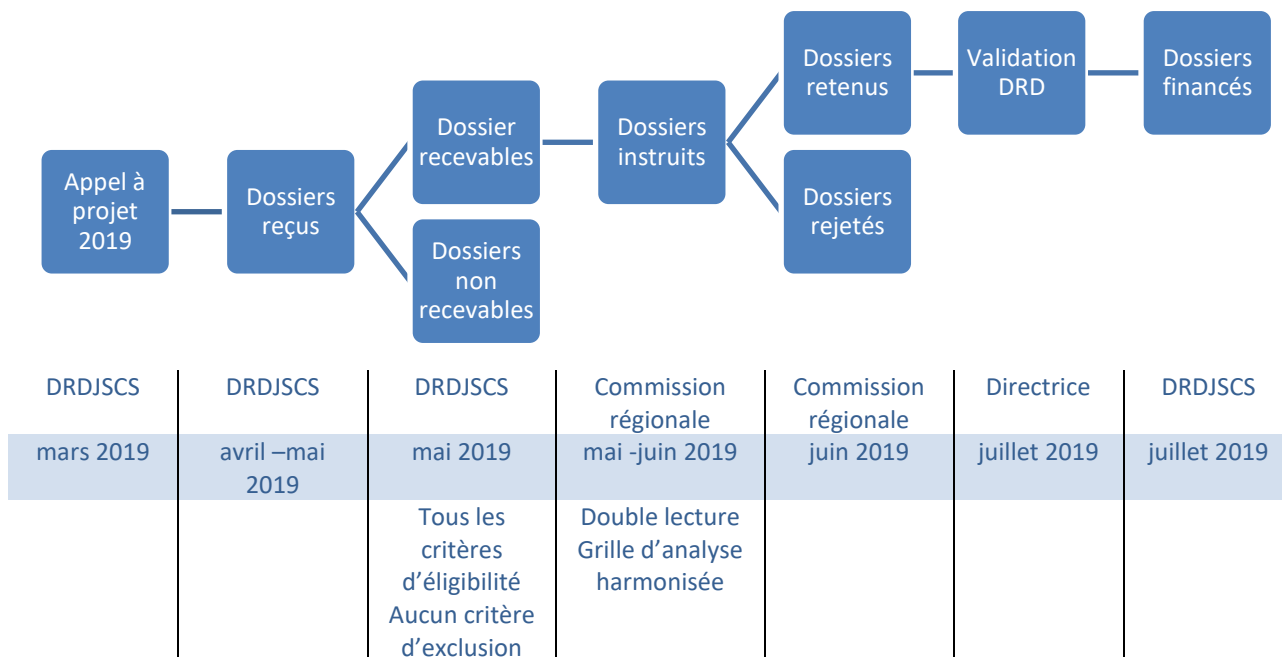 Appel à
projet
2019
Dossiers
reçus
Dossier
recevables
Dossiers
non
recevables
Dossiers
instruits
Dossiers
retenus
Dossiers
rejetés
Validation
DRD
Dossiers
financés
DRDJSCS
DRDJSCS
DRDJSCS
Commission
régionale
Commission
régionale
Directrice
DRDJSCS
mars 2019
avril –mai
2019
mai 2019
mai -juin 2019
juin 2019
juillet 2019
juillet 2019
Tous les
critères
d’éligibilité
Aucun critère
d’exclusion
Double lecture
Grille d’analyse
harmonisée